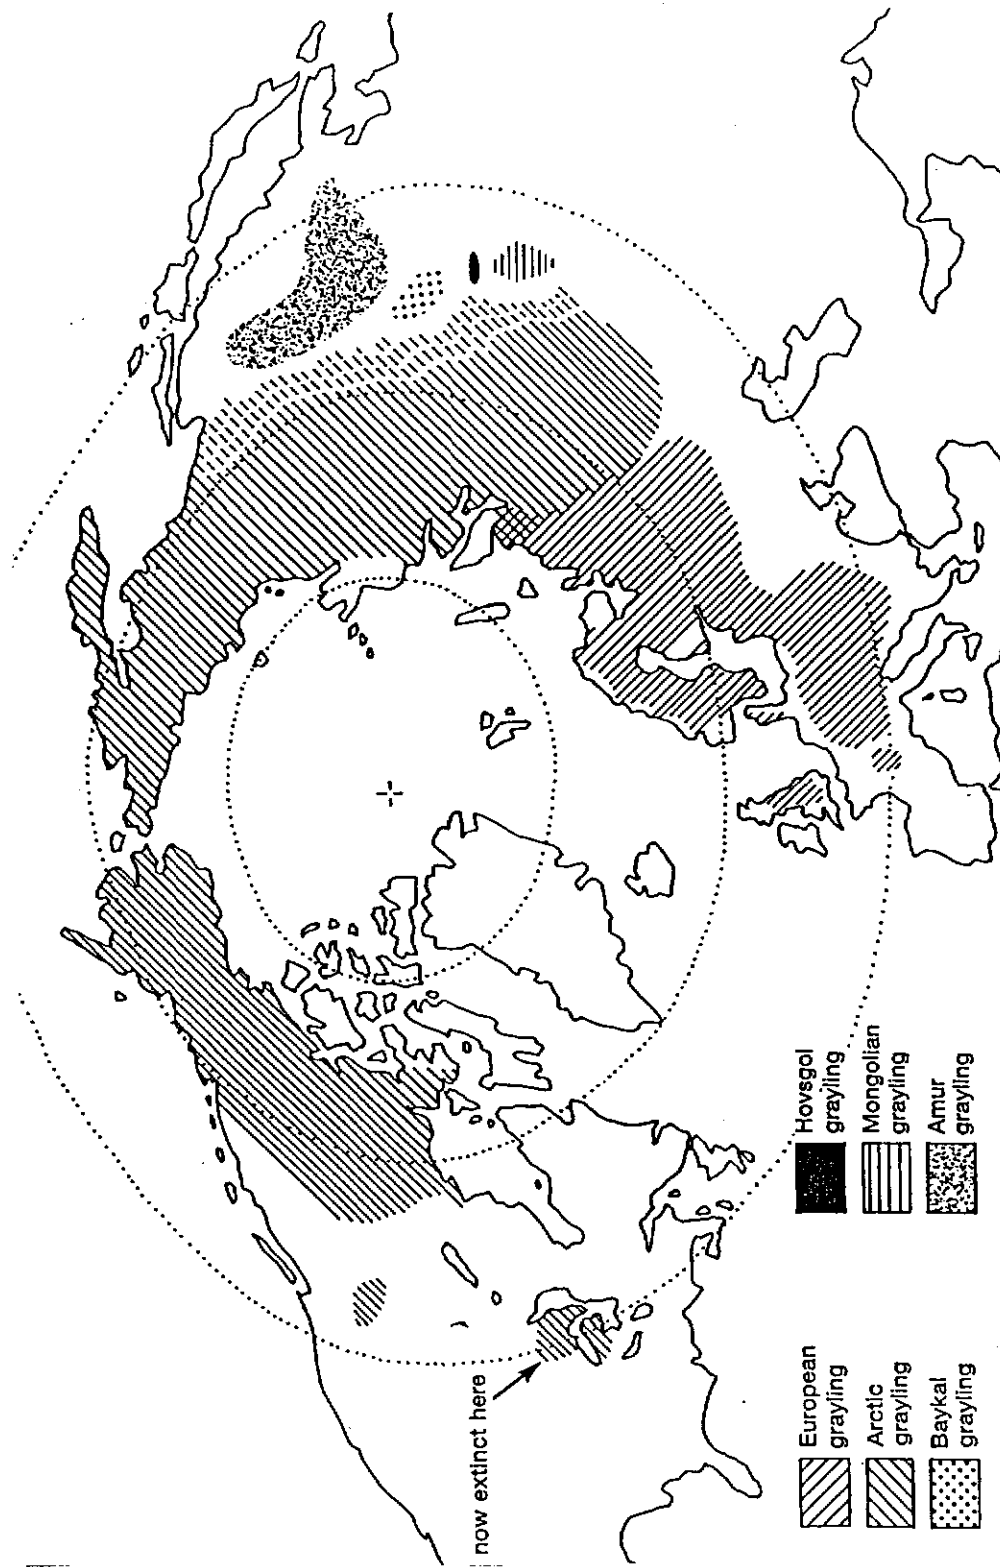 now extinct here
European
grayling
Arctic
grayling
Baykal
grayling
Hovsgol
grayling
Mongolian
grayling
Amur
grayling